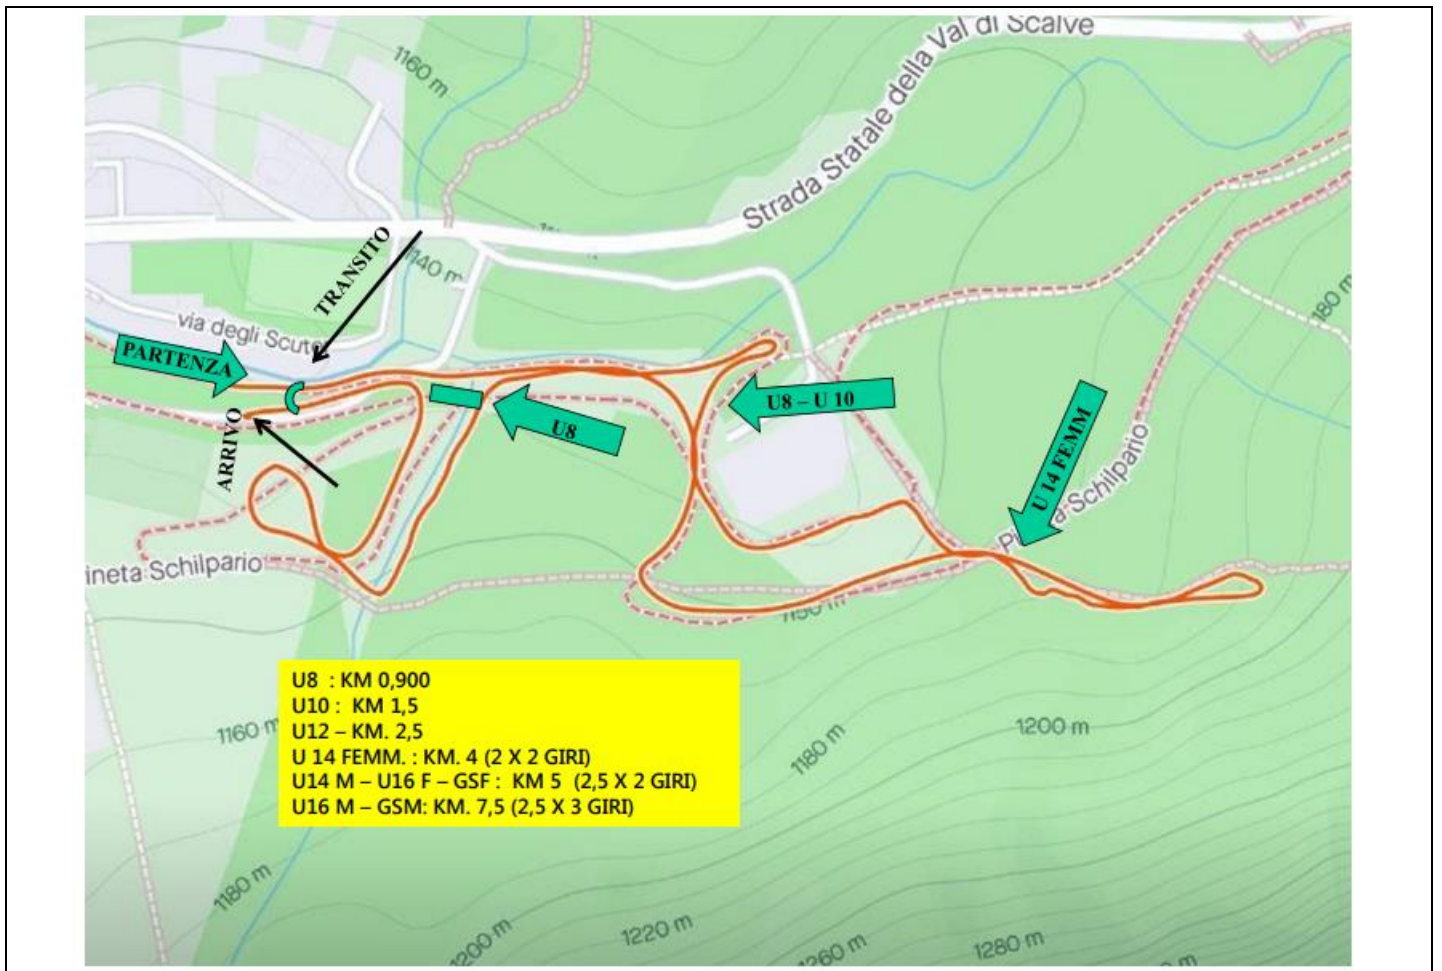 Strada Statale della Val di Scalve
1160 m
TRANSITO
1140 m
via degli Scute
PARTENZA
180 m
U8 – U 10
U8
ARRIVO
U 14 FEMM
a Schilpario
ineta Schilpario
1150 m
U8 : KM 0,900
U10 : KM 1,5
U12 – KM. 2,5
U 14 FEMM. : KM. 4 (2 X 2 GIRI)
U14 M – U16 F – GSF : KM 5 (2,5 X 2 GIRI)
U16 M – GSM: KM. 7,5 (2,5 X 3 GIRI)
1160 m
1180 m
1200 m
1180 m
1200 m
1220 m
1260 m
1280 m